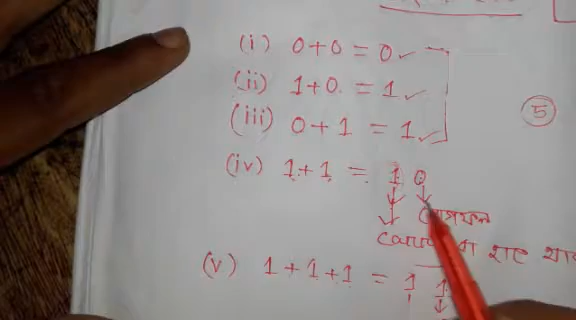 (i) 0+0 = 0
(ii) 1+0 = 1
(iii) 0+1 = 1
5
(iv) 1+1 = 1 0
যোগফল
বা হাতে
(v) 1+1+1 = 1 1